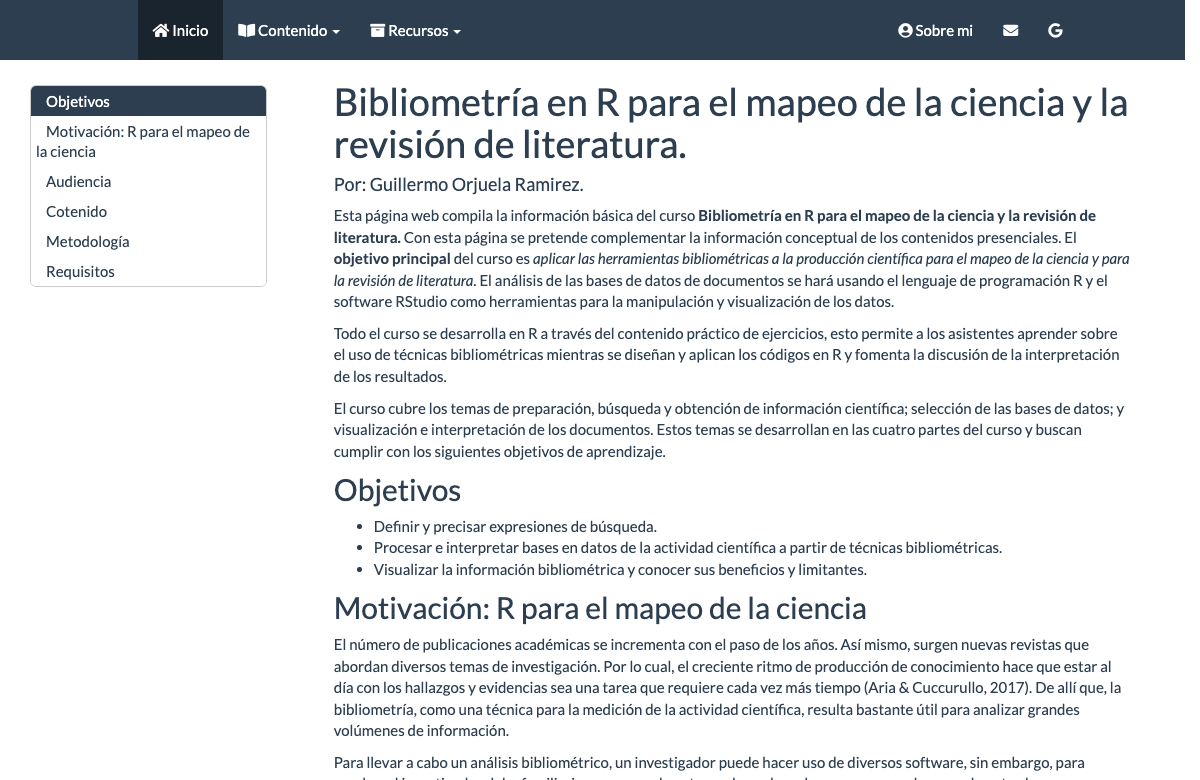 Inicio Contenido Recursos Sobre mi
Objetivos
Motivación: R para el mapeo de
la ciencia
Audiencia
Cotenido
Metodología
Requisitos
Bibliometría en R para el mapeo de la ciencia y la
revisión de literatura.
Por: Guillermo Orjuela Ramirez.
Esta página web compila la información básica del curso Bibliometría en R para el mapeo de la ciencia y la revisión de
literatura. Con esta página se pretende complementar la información conceptual de los contenidos presenciales. El
objetivo principal del curso es aplicar las herramientas bibliométricas a la producción científica para el mapeo de la ciencia y para
la revisión de literatura. El análisis de las bases de datos de documentos se hará usando el lenguaje de programación R y el
software RStudio como herramientas para la manipulación y visualización de los datos.
Todo el curso se desarrolla en R a través del contenido práctico de ejercicios, esto permite a los asistentes aprender sobre
el uso de técnicas bibliométricas mientras se diseñan y aplican los códigos en R y fomenta la discusión de la interpretación
de los resultados.
El curso cubre los temas de preparación, búsqueda y obtención de información científica; selección de las bases de datos; y
visualización e interpretación de los documentos. Estos temas se desarrollan en las cuatro partes del curso y buscan
cumplir con los siguientes objetivos de aprendizaje.
Objetivos
• Definir y precisar expresiones de búsqueda.
• Procesar e interpretar bases en datos de la actividad científica a partir de técnicas bibliométricas.
• Visualizar la información bibliométrica y conocer sus beneficios y limitantes.
Motivación: R para el mapeo de la ciencia
El número de publicaciones académicas se incrementa con el paso de los años. Así mismo, surgen nuevas revistas que
abordan diversos temas de investigación. Por lo cual, el creciente ritmo de producción de conocimiento hace que estar al
día con los hallazgos y evidencias sea una tarea que requiere cada vez más tiempo (Aria & Cuccurullo, 2017). De allí que, la
bibliometría, como una técnica para la medición de la actividad científica, resulta bastante útil para analizar grandes
volúmenes de información.
Para llevar a cabo un análisis bibliométrico, un investigador puede hacer uso de diversos software, sin embargo, para